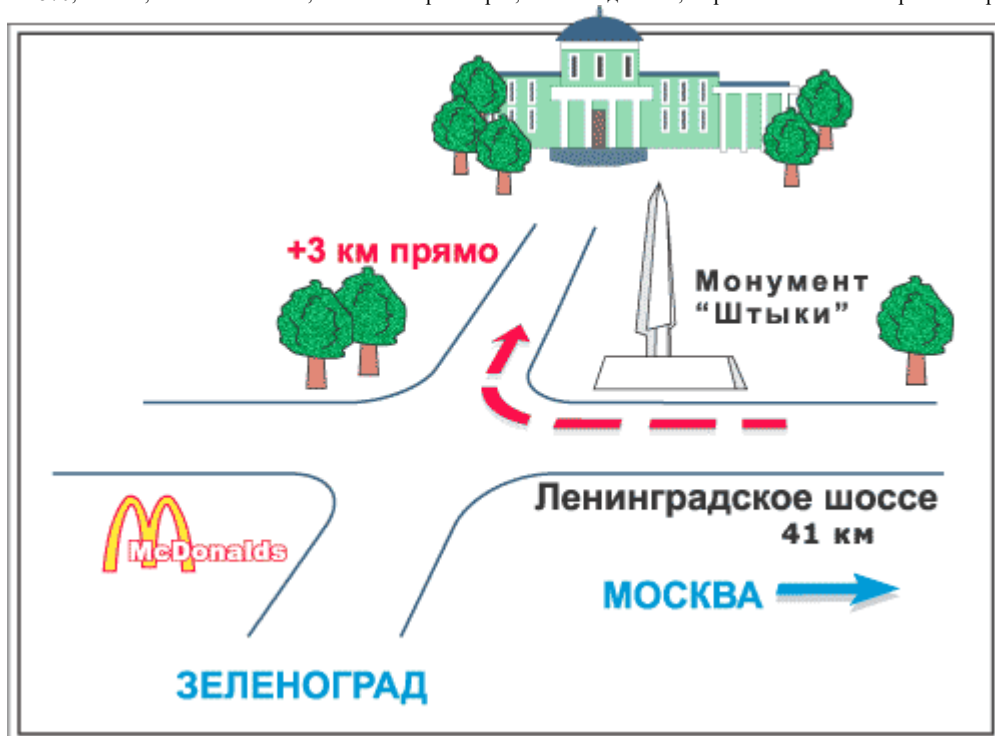 +3 км прямо
Монумент
“Штыки”
McDonalds
Ленинградское шоссе
41 км
МОСКВА
ЗЕЛЕНОГРАД